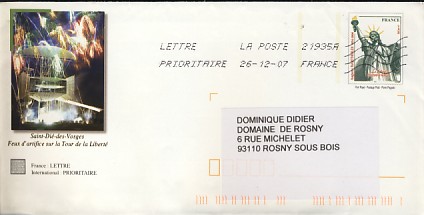 LETTRE LA POSTE 21935A
PRIORITAIRE 26-12-07 FRANCE
FRANCE
Saint-Dié-des-Vosges
Feux d'artifice sur la Tour de la Liberté
France : LETTRE
International : PRIORITAIRE
DOMINIQUE DIDIER
DOMAINE DE ROSNY
6 RUE MICHELET
93110 ROSNY SOUS BOIS